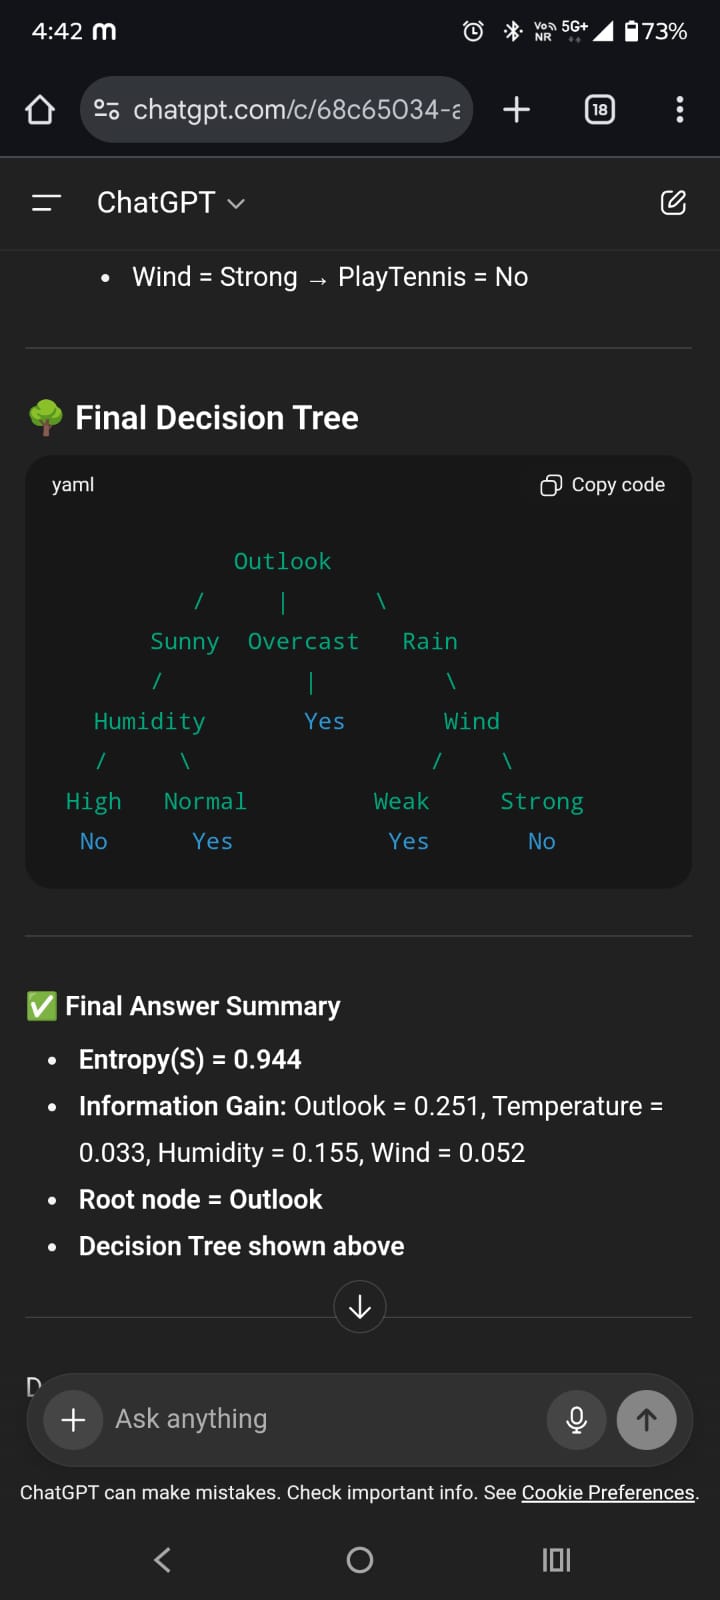 4:42 m
Vo))
NR
5G+
73%
chatgpt.com/c/68c65034-a
18
ChatGPT
• Wind = Strong → PlayTennis = No
🌳 Final Decision Tree
yaml
Copy code
Outlook
/ | \
Sunny Overcast Rain
/ | \
Humidity Yes Wind
/ \ / \
High Normal Weak Strong
No Yes Yes No
✅ Final Answer Summary
• Entropy(S) = 0.944
• Information Gain: Outlook = 0.251, Temperature =
0.033, Humidity = 0.155, Wind = 0.052
• Root node = Outlook
• Decision Tree shown above
Ask anything
ChatGPT can make mistakes. Check important info. See Cookie Preferences.